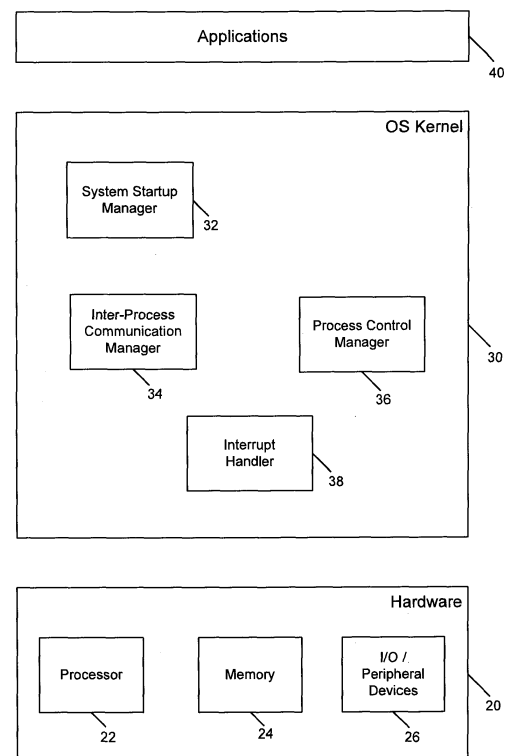 Applications
40
OS Kernel
System Startup
Manager
32
Inter-Process
Communication
Manager
34
Process Control
Manager
36
30
Interrupt
Handler
38
Hardware
Processor
22
Memory
24
I/O /
Peripheral
Devices
26
20